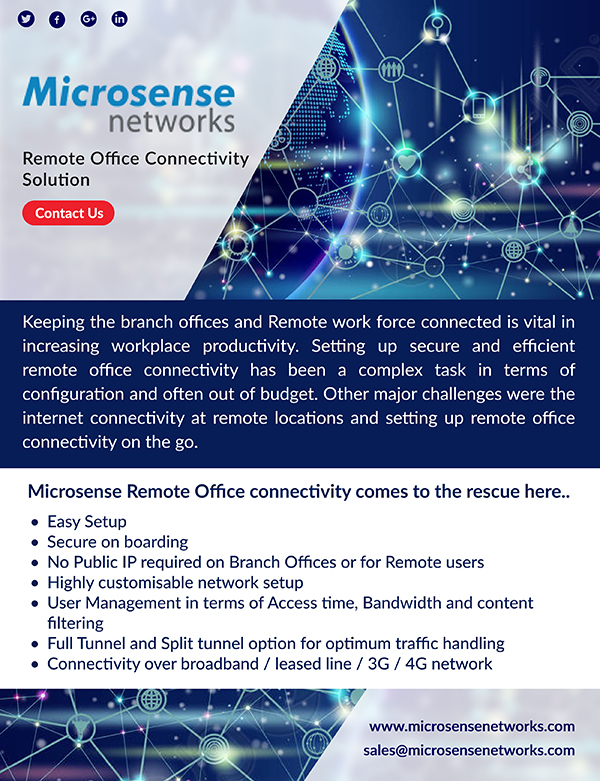 Microsense
networks
Remote Office Connectivity
Solution
Contact Us
Keeping the branch offices and Remote work force connected is vital in
increasing workplace productivity. Setting up secure and efficient
remote office connectivity has been a complex task in terms of
configuration and often out of budget. Other major challenges were the
internet connectivity at remote locations and setting up remote office
connectivity on the go.
Microsense Remote Office connectivity comes to the rescue here..
• Easy Setup
• Secure on boarding
• No Public IP required on Branch Offices or for Remote users
• Highly customisable network setup
• User Management in terms of Access time, Bandwidth and content
filtering
• Full Tunnel and Split tunnel option for optimum traffic handling
• Connectivity over broadband / leased line / 3G / 4G network
www.microsensenetworks.com
sales@microsensenetworks.com